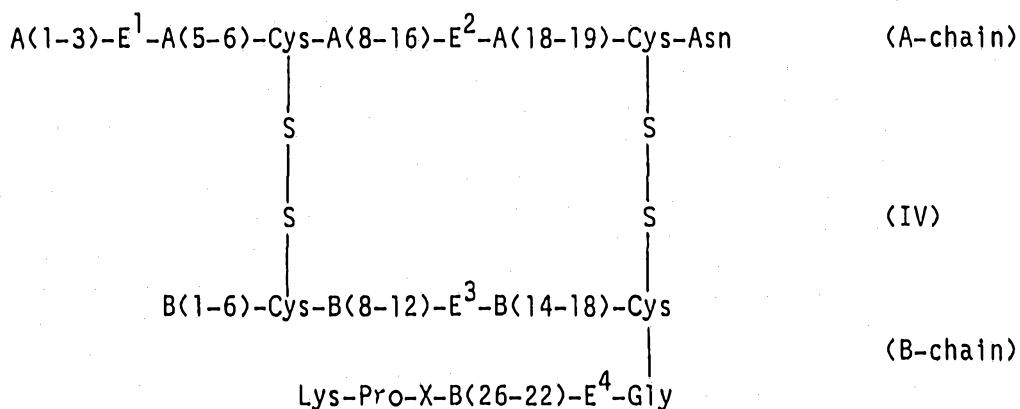 A(1-3)-E¹-A(5-6)-Cys-A(8-16)-E²-A(18-19)-Cys-Asn (A-chain)
S S
S S (IV)
B(1-6)-Cys-B(8-12)-E³-B(14-18)-Cys
(B-chain)
Lys-Pro-X-B(26-22)-E⁴-Gly